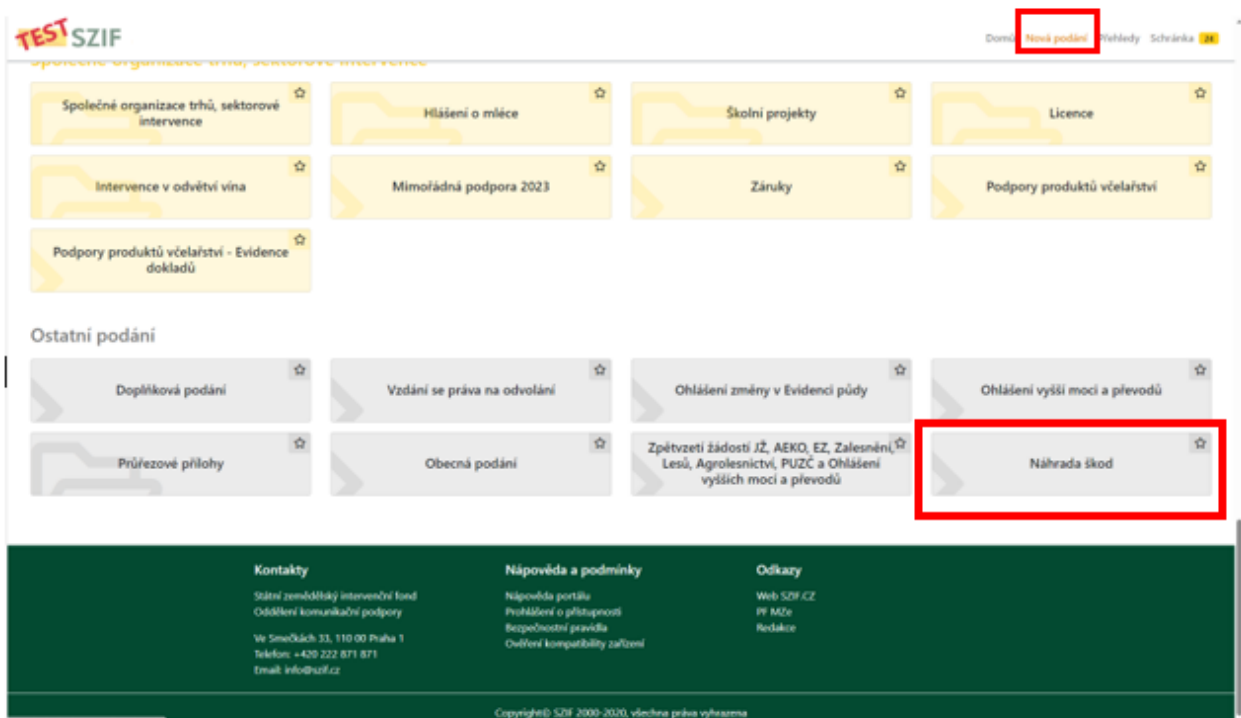 TEST SZIF
Domů Nová podání Přehledy Schránka
Společné organizace trhů, sektorové intervence
Společné organizace trhů, sektorové
intervence
Hlášení o mléce
Školní projekty
Licence
Intervence v odvětví vína
Mimořádná podpora 2023
Záruky
Podpory produktů včelařství
Podpory produktů včelařství - Evidence
dokladů
Ostatní podání
Doplňková podání
Vzdání se práva na odvolání
Ohlášení změny v Evidenci půdy
Ohlášení vyšší moci a převodů
Průřezové přílohy
Obecná podání
Zpětvzetí žádostí JŽ, AEKO, EZ, Zalesnění,
Lesů, Agrolesnictví, PUZČ a Ohlášení
vyšších moci a převodů
Náhrada škod
Kontakty
Státní zemědělský intervenční fond
Oddělení komunikační podpory
Ve Smečkách 33, 110 00 Praha 1
Telefon: +420 222 871 871
Email: info@szif.cz
Nápověda a podmínky
Nápověda portálu
Prohlášení o přístupnosti
Bezpečnostní pravidla
Ověření kompatibility zařízení
Odkazy
Web SZIF.CZ
PF MZe
Redakce
Copyright© SZIF 2000-2020, všechna práva vyhrazena